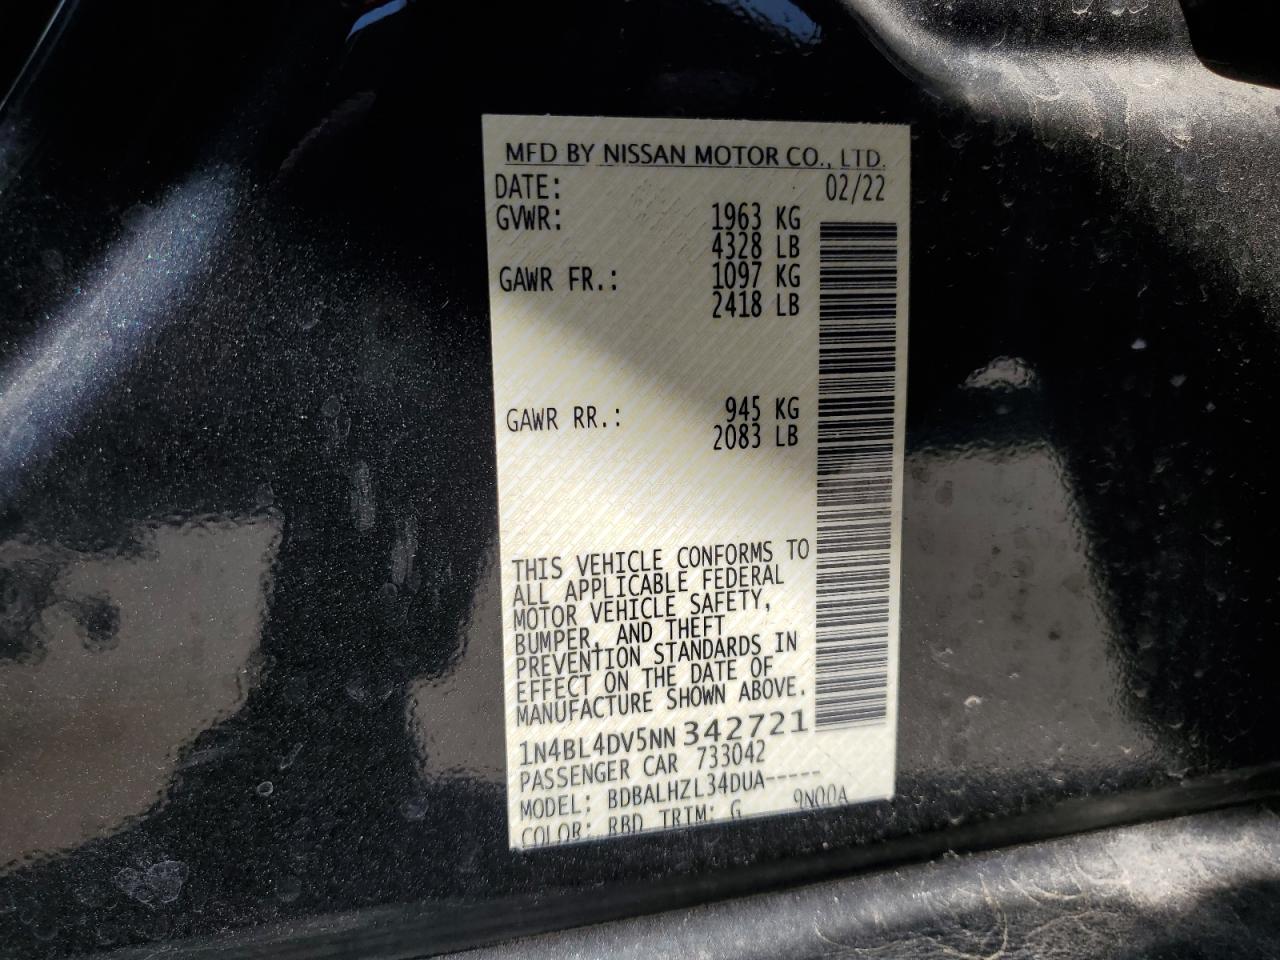 MFD BY NISSAN MOTOR CO., LTD.
DATE: 02/22
GVWR: 1963 KG
4328 LB
GAWR FR.: 1097 KG
2418 LB
GAWR RR.: 945 KG
2083 LB
THIS VEHICLE CONFORMS TO
ALL APPLICABLE FEDERAL
MOTOR VEHICLE SAFETY,
BUMPER, AND THEFT
PREVENTION STANDARDS IN
EFFECT ON THE DATE OF
MANUFACTURE SHOWN ABOVE.
1N4BL4DV5NN 342721
PASSENGER CAR 733042
MODEL: BDBALHZL34DUA-----
COLOR: RBD TRIM: G 9N00A